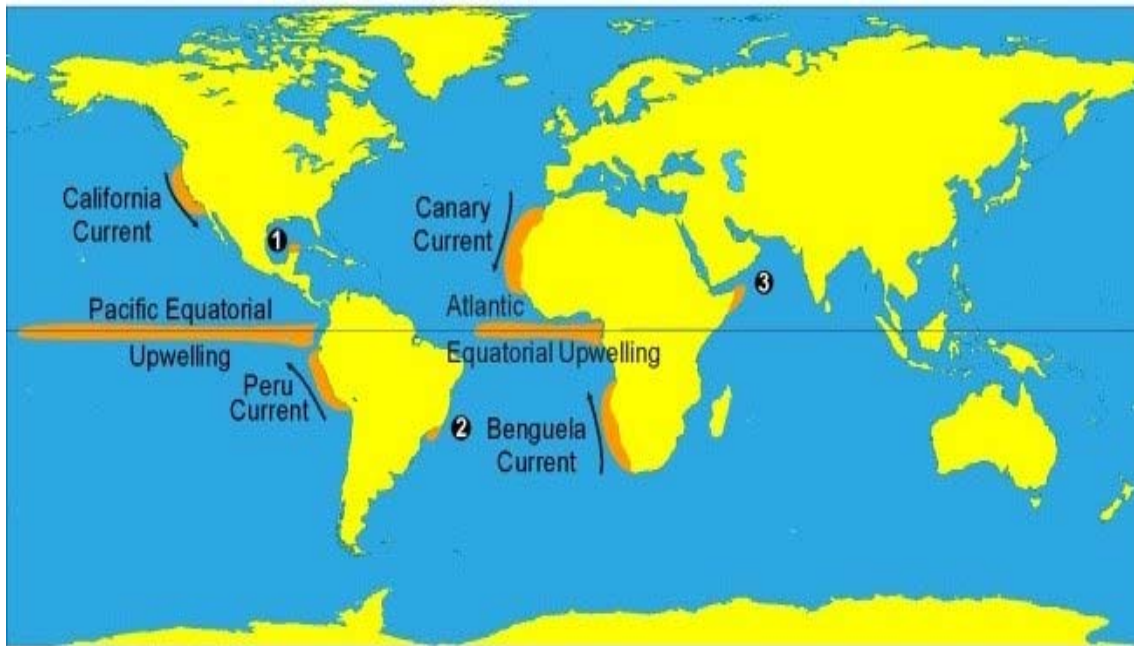 California
Current
1
Canary
Current
3
Pacific Equatorial
Upwelling
Atlantic
Equatorial Upwelling
Peru
Current
2
Benguela
Current